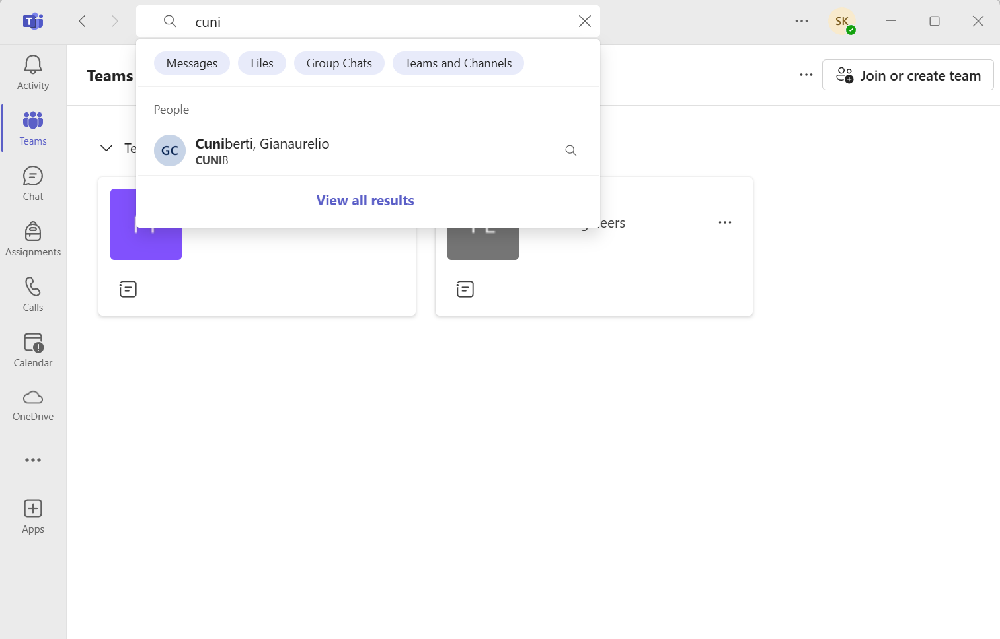 cuni
SK
Messages Files Group Chats Teams and Channels
Teams
Join or create team
People
GC
Cuniberti, Gianaurelio
CUNIB
View all results
Activity
Teams
Chat
Assignments
Calls
Calendar
OneDrive
Apps